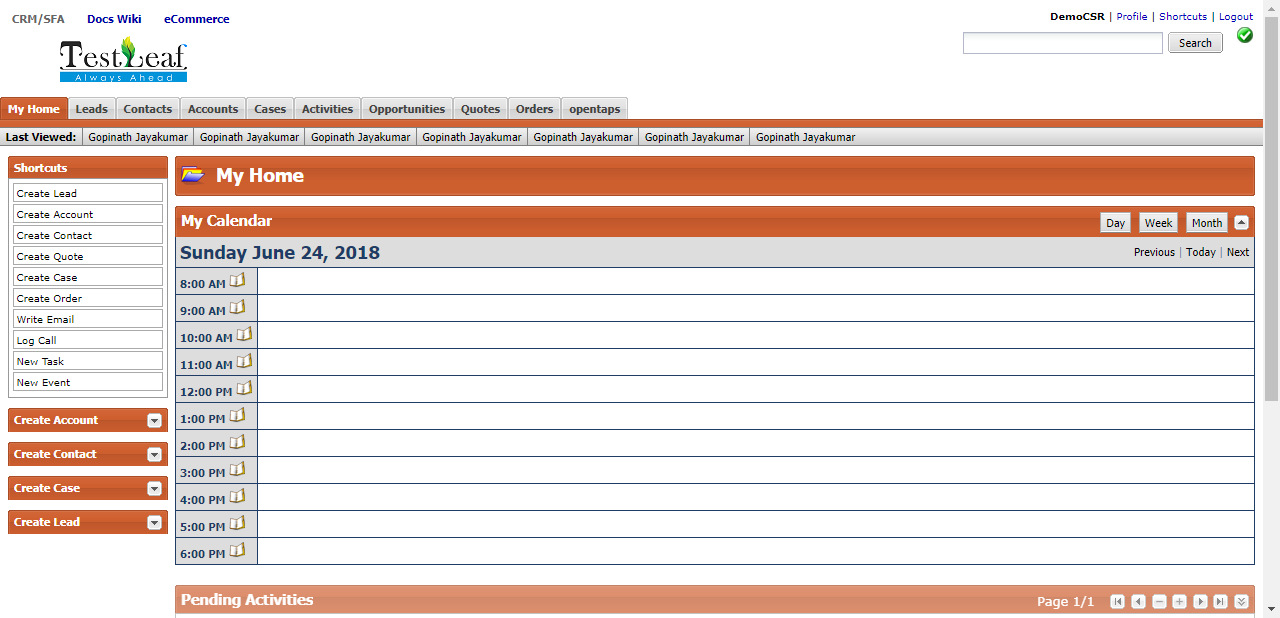 CRM/SFA Docs Wiki eCommerce
DemoCSR | Profile | Shortcuts | Logout
TestLeaf
Always Ahead
Search
My Home Leads Contacts Accounts Cases Activities Opportunities Quotes Orders opentaps
Last Viewed: Gopinath Jayakumar Gopinath Jayakumar Gopinath Jayakumar Gopinath Jayakumar Gopinath Jayakumar Gopinath Jayakumar Gopinath Jayakumar
Shortcuts
Create Lead
Create Account
Create Contact
Create Quote
Create Case
Create Order
Write Email
Log Call
New Task
New Event
Create Account
Create Contact
Create Case
Create Lead
My Home
My Calendar
Day Week Month
Sunday June 24, 2018
Previous | Today | Next
8:00 AM
9:00 AM
10:00 AM
11:00 AM
12:00 PM
1:00 PM
2:00 PM
3:00 PM
4:00 PM
5:00 PM
6:00 PM
Pending Activities
Page 1/1